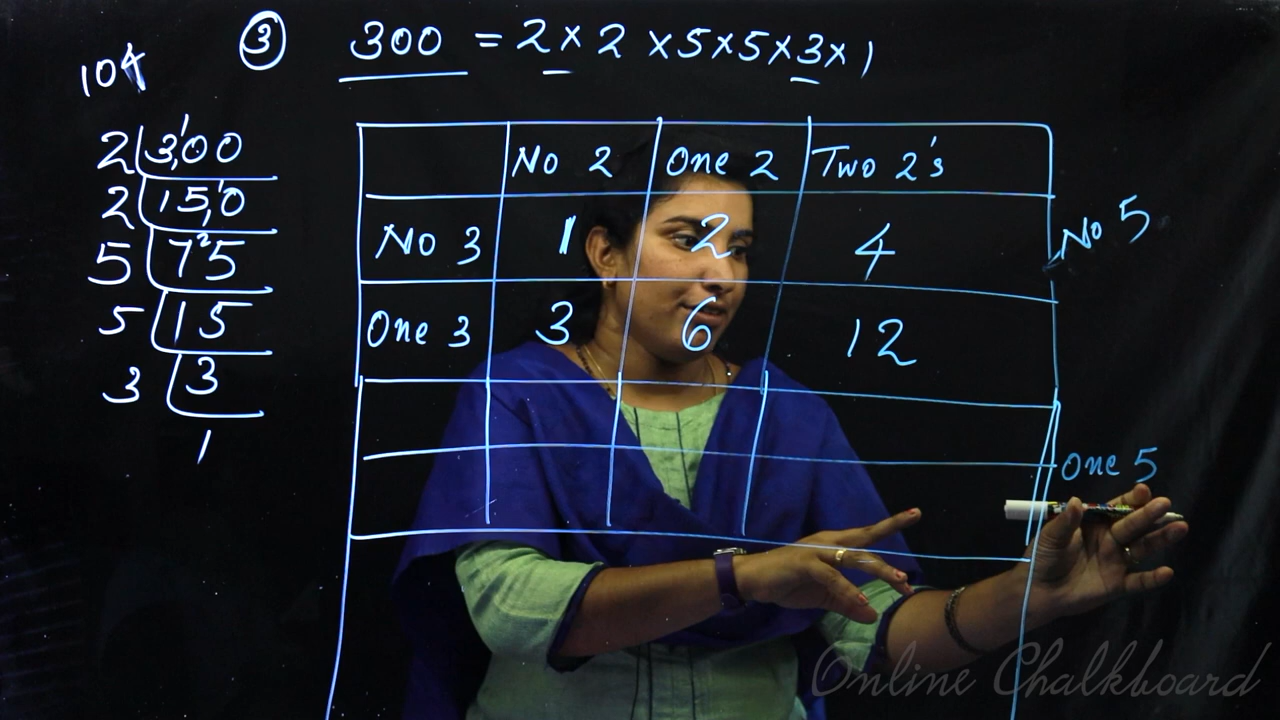 ③ 300 = 2 × 2 × 5 × 5 × 3 × 1
2 300
2 150
5 75
5 15
3 3
1
No 2 One 2 Two 2's
No 3 1 2 4 No 5
One 3 3 6 12
One 5
Online Chalkboard